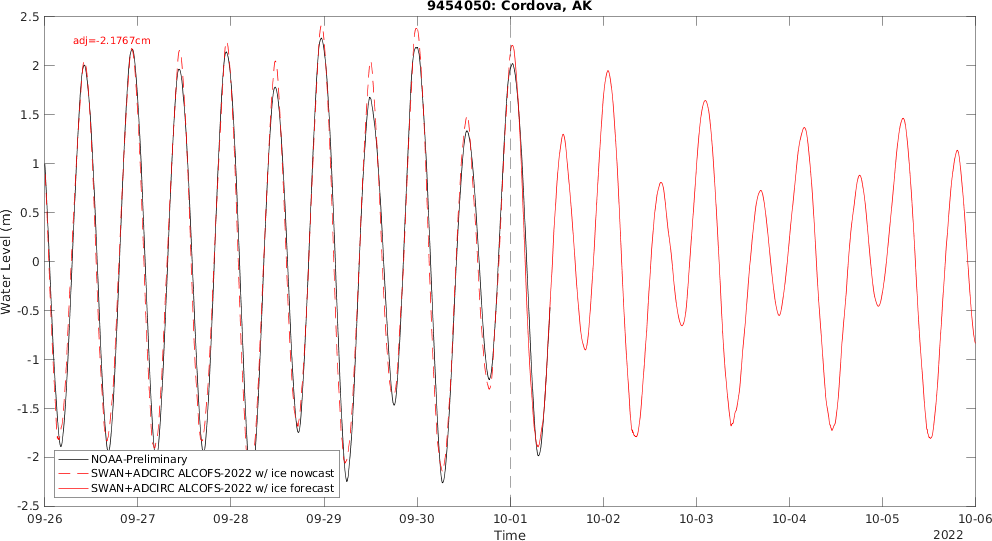 9454050: Cordova, AK
adj=-2.1767cm
Water Level (m)
2.5
2
1.5
1
0.5
0
-0.5
-1
-1.5
-2
-2.5
NOAA-Preliminary
SWAN+ADCIRC ALCOFS-2022 w/ ice nowcast
SWAN+ADCIRC ALCOFS-2022 w/ ice forecast
09-26 09-27 09-28 09-29 09-30 10-01 10-02 10-03 10-04 10-05 10-06
Time
2022